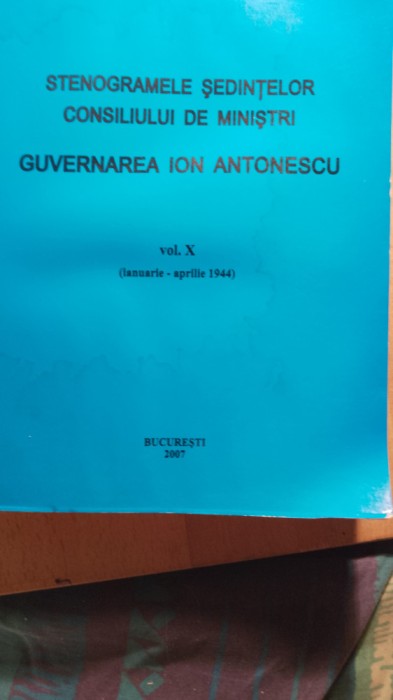 STENOGRAMELE ŞEDINŢELOR
CONSILIULUI DE MINIŞTRI
GUVERNAREA ION ANTONESCU
vol. X
(ianuarie - aprilie 1944)
BUCUREŞTI
2007